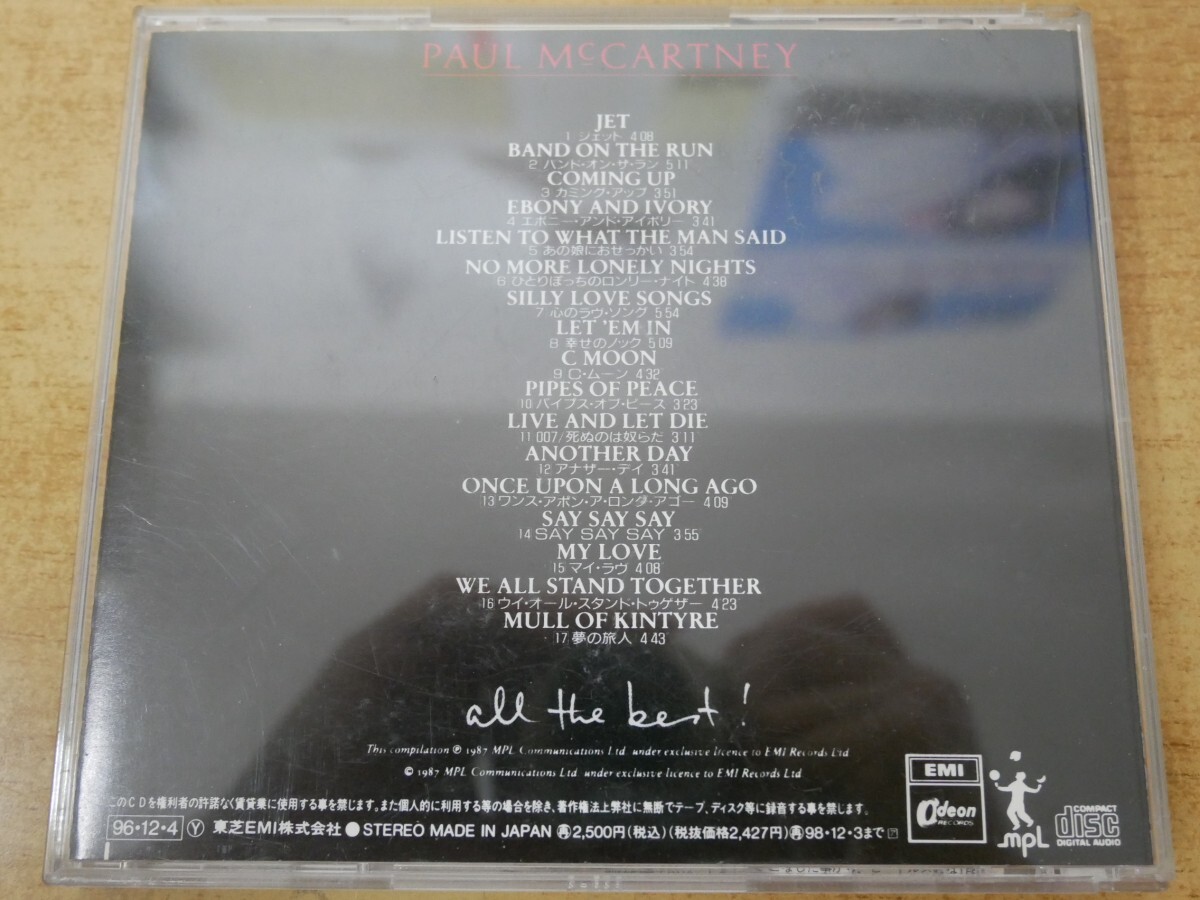 PAUL McCARTNEY
JET
1 ジェット 4'08"
BAND ON THE RUN
2 バンド・オン・ザ・ラン 5'11"
COMING UP
3 カミング・アップ 3'51"
EBONY AND IVORY
4 エボニー・アンド・アイボリー 3'41"
LISTEN TO WHAT THE MAN SAID
5 あの娘におせっかい 3'54"
NO MORE LONELY NIGHTS
6 ひとりぼっちのロンリー・ナイト 4'38"
SILLY LOVE SONGS
7 心のラヴ・ソング 5'54"
LET 'EM IN
8 幸せのノック 5'09"
C MOON
9 C・ムーン 4'32"
PIPES OF PEACE
10 パイプス・オブ・ピース 3'23"
LIVE AND LET DIE
11 007/死ぬのは奴らだ 3'11"
ANOTHER DAY
12 アナザー・デイ 3'41"
ONCE UPON A LONG AGO
13 ワンス・アポン・ア・ロング・アゴー 4'09"
SAY SAY SAY
14 SAY SAY SAY 3'55"
MY LOVE
15 マイ・ラヴ 4'08"
WE ALL STAND TOGETHER
16 ウイ・オール・スタンド・トゥゲザー 4'23"
MULL OF KINTYRE
17 夢の旅人 4'43"
all the best!
This compilation ℗ 1987 MPL Communications Ltd. under exclusive licence to EMI Records Ltd
© 1987 MPL Communications Ltd under exclusive licence to EMI Records Ltd
このCDを権利者の許諾なく賃貸業に使用する事を禁じます。また個人的に利用する等の場合を除き、著作権法上弊社に無断でテープ、ディスク等に録音する事を禁じます。
96・12・4 Ⓨ 東芝EMI株式会社 ●STEREO MADE IN JAPAN ㊢2,500円(税込)(税抜価格2,427円)㊢98・12・3まで
EMI
Odeon
RECORDS
mpl
COMPACT
disc
DIGITAL AUDIO